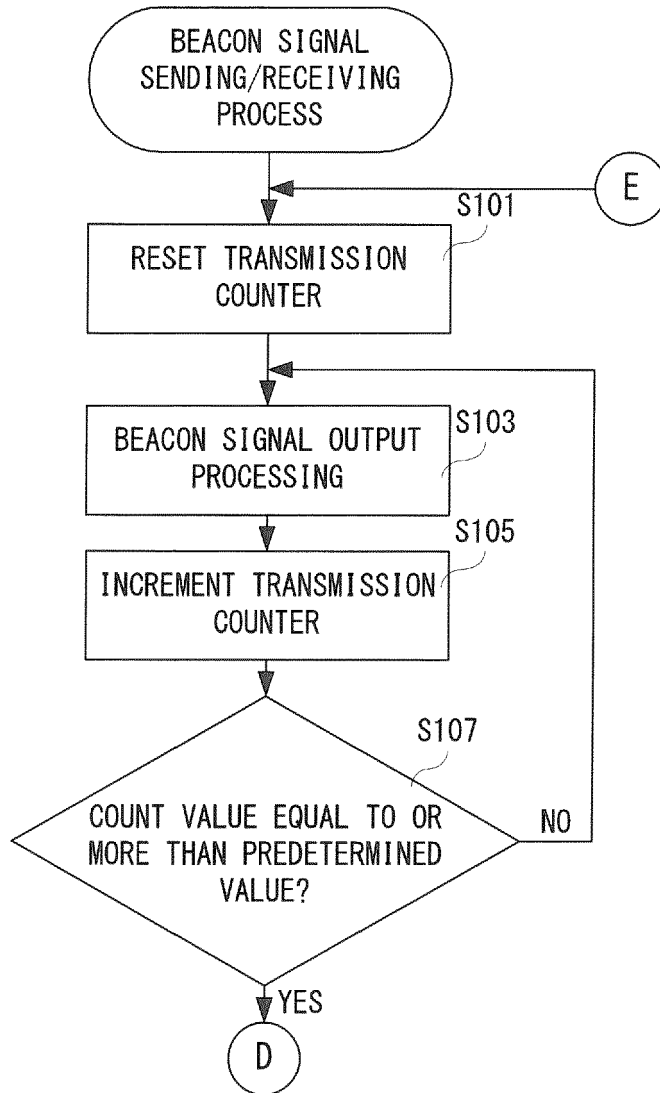 BEACON SIGNAL
SENDING/RECEIVING
PROCESS
E
S101
RESET TRANSMISSION
COUNTER
S103
BEACON SIGNAL OUTPUT
PROCESSING
S105
INCREMENT TRANSMISSION
COUNTER
S107
COUNT VALUE EQUAL TO OR
MORE THAN PREDETERMINED
VALUE?
NO
YES
D